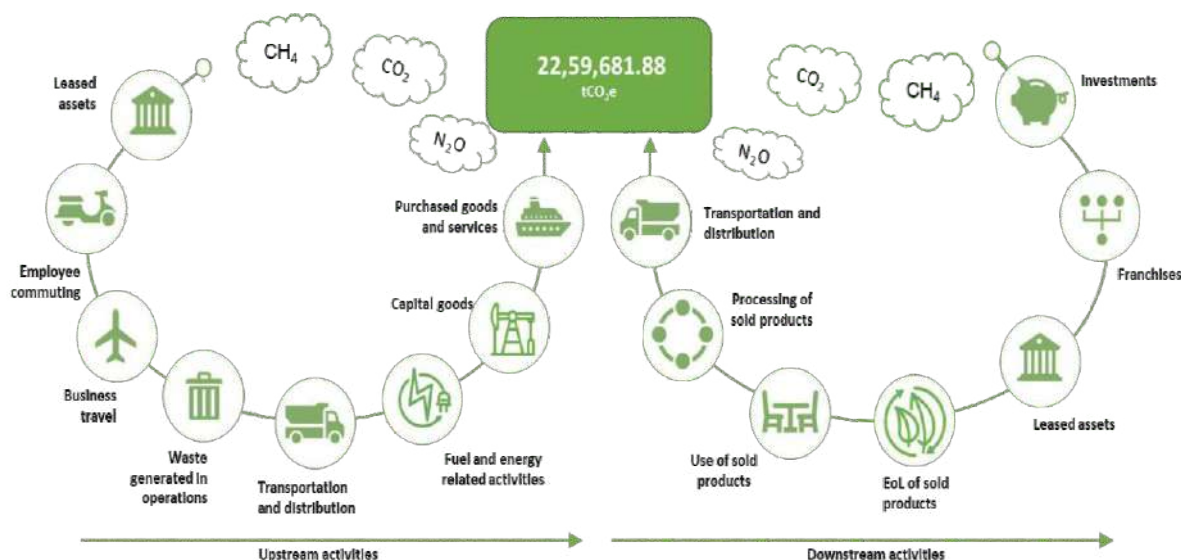 CH₄
CO₂
N₂O
22,59,681.88
tCO₂e
CO₂
CH₄
N₂O
Leased
assets
Employee
commuting
Business
travel
Waste
generated in
operations
Transportation
and distribution
Fuel and energy
related activities
Capital goods
Purchased goods
and services
Transportation and
distribution
Processing of
sold products
Use of sold
products
EoL of sold
products
Leased assets
Franchises
Investments
Upstream activities
Downstream activities